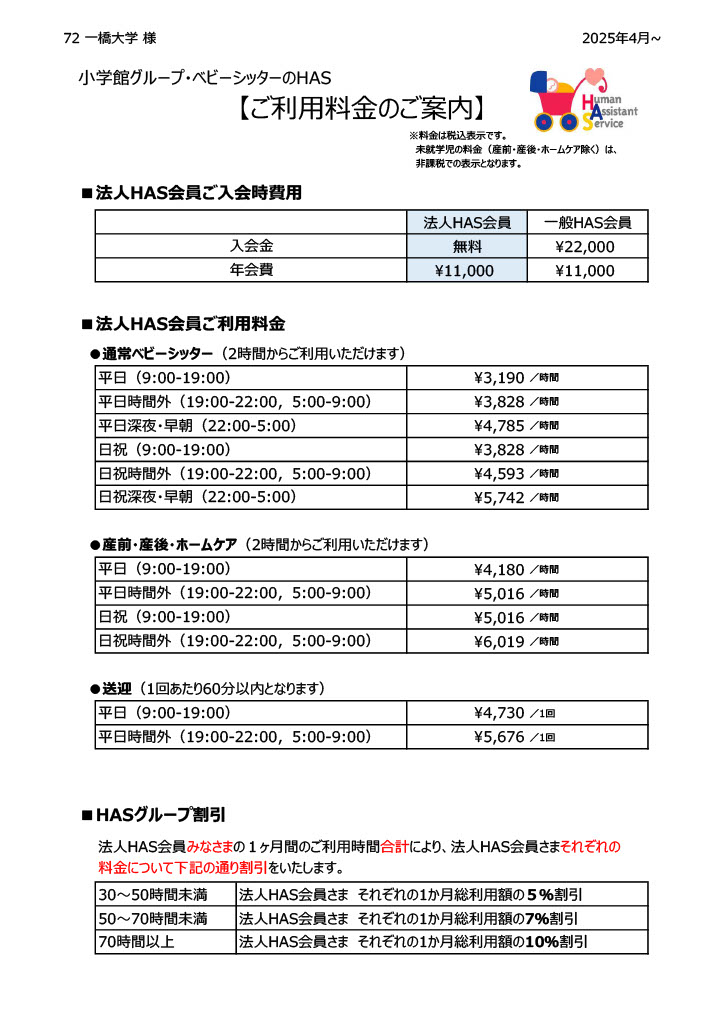 72 一橋大学 様
2025年4月~
小学館グループ・ベビーシッターのHAS
【ご利用料金のご案内】
Human
Assistant
Service
※料金は税込表示です。
未就学児の料金（産前・産後・ホームケア除く）は、
非課税での表示となります。
■法人HAS会員ご入会時費用
法人HAS会員 一般HAS会員
入会金 無料 ¥22,000
年会費 ¥11,000 ¥11,000
■法人HAS会員ご利用料金
●通常ベビーシッター（2時間からご利用いただけます）
平日（9:00-19:00） ¥3,190 ／時間
平日時間外（19:00-22:00，5:00-9:00） ¥3,828 ／時間
平日深夜・早朝（22:00-5:00） ¥4,785 ／時間
日祝（9:00-19:00） ¥3,828 ／時間
日祝時間外（19:00-22:00，5:00-9:00） ¥4,593 ／時間
日祝深夜・早朝（22:00-5:00） ¥5,742 ／時間
●産前・産後・ホームケア（2時間からご利用いただけます）
平日（9:00-19:00） ¥4,180 ／時間
平日時間外（19:00-22:00，5:00-9:00） ¥5,016 ／時間
日祝（9:00-19:00） ¥5,016 ／時間
日祝時間外（19:00-22:00，5:00-9:00） ¥6,019 ／時間
●送迎（1回あたり60分以内となります）
平日（9:00-19:00） ¥4,730 ／1回
平日時間外（19:00-22:00，5:00-9:00） ¥5,676 ／1回
■HASグループ割引
法人HAS会員みなさまの１ヶ月間のご利用時間合計により、法人HAS会員さまそれぞれの
料金について下記の通り割引をいたします。
30～50時間未満 法人HAS会員さま それぞれの1か月総利用額の５%割引
50～70時間未満 法人HAS会員さま それぞれの1か月総利用額の7%割引
70時間以上 法人HAS会員さま それぞれの1か月総利用額の10%割引